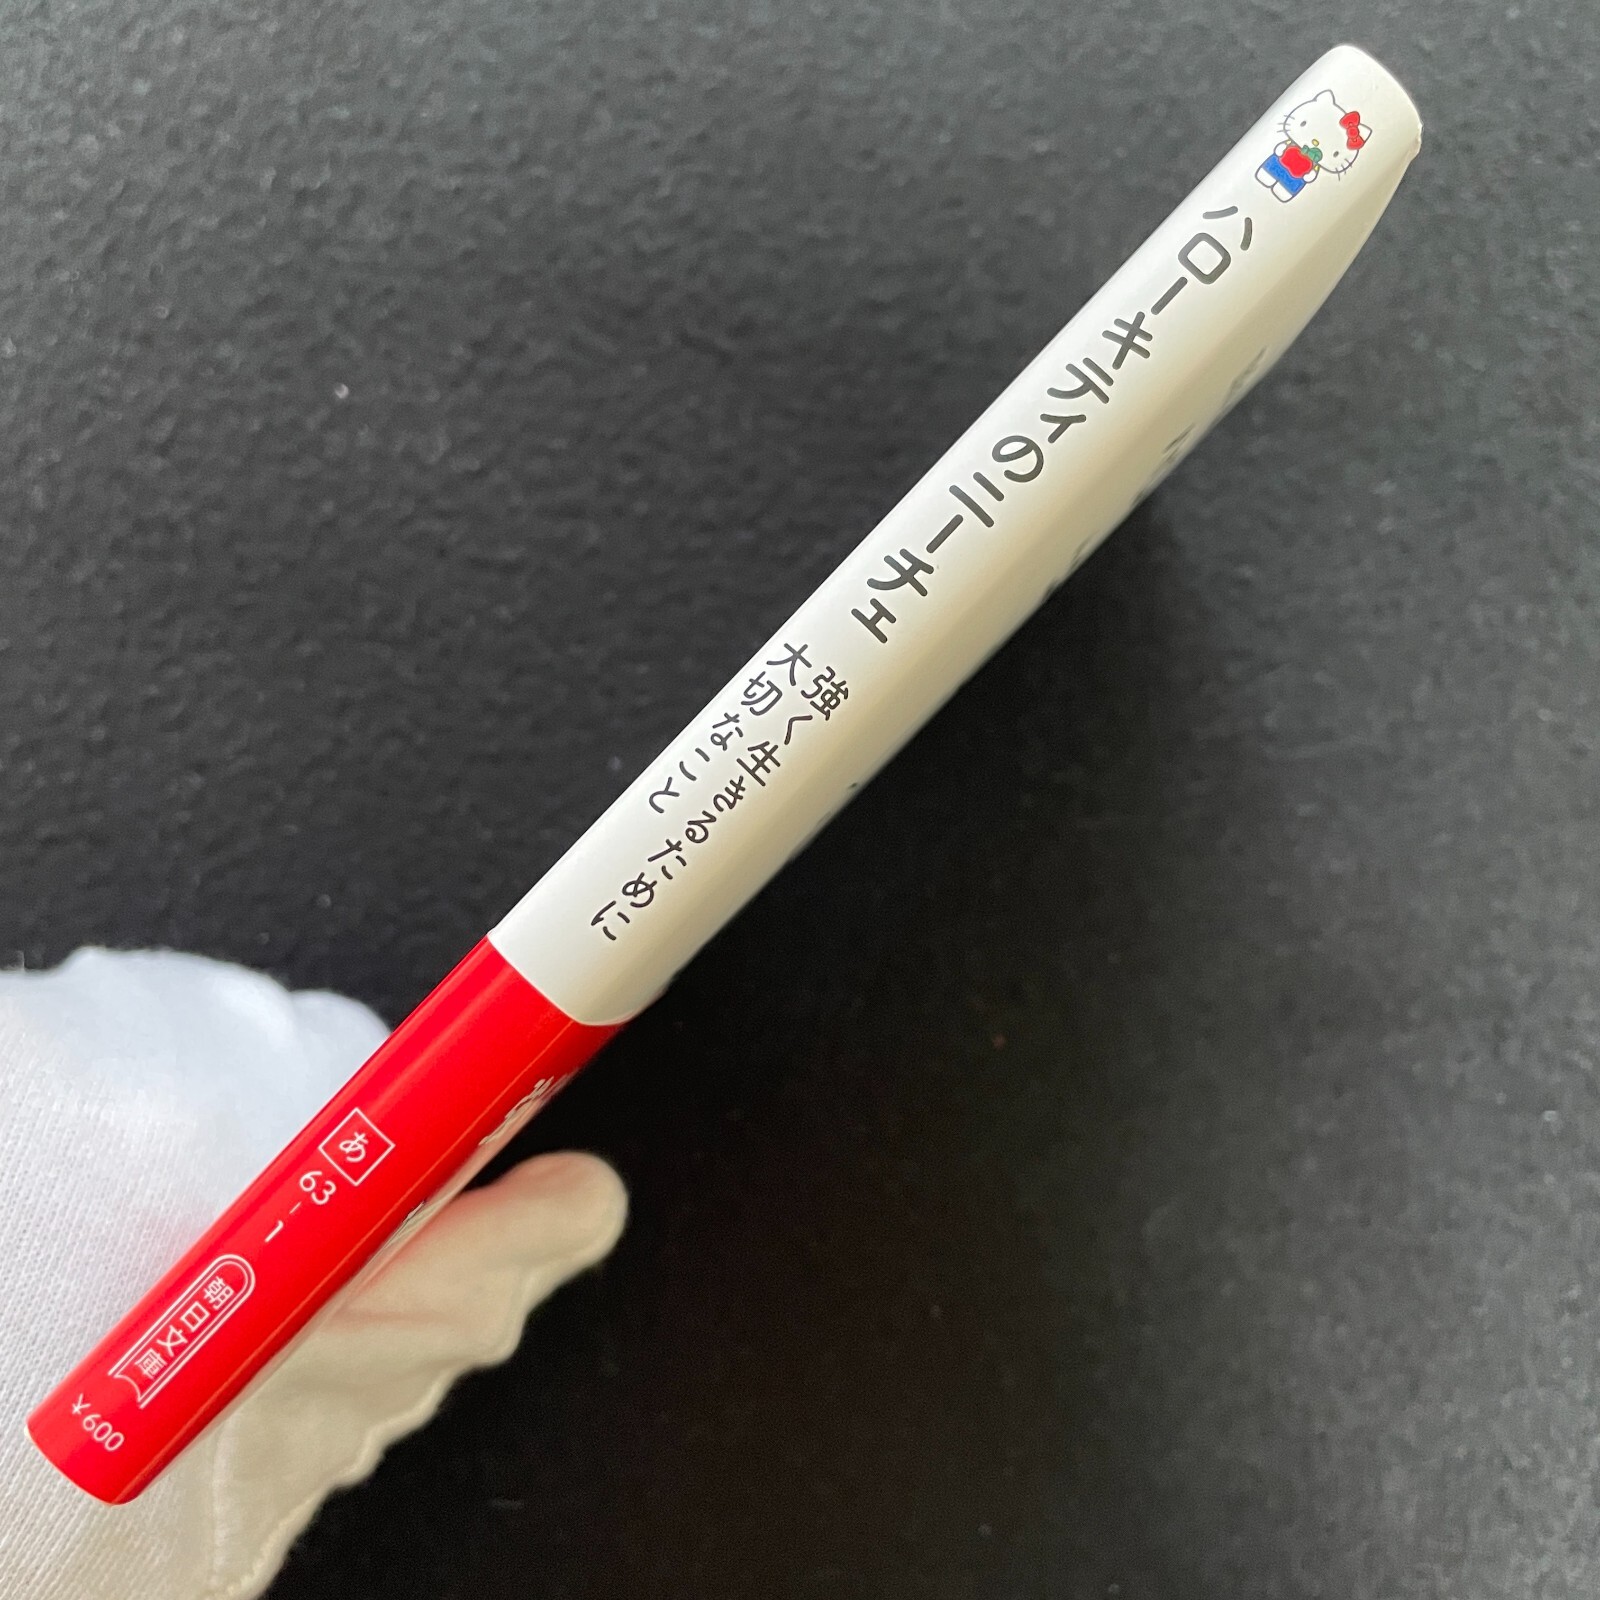 ハローキティのニーチェ
強く生きるために
大切なこと
あ
63-1
朝日文庫
¥600